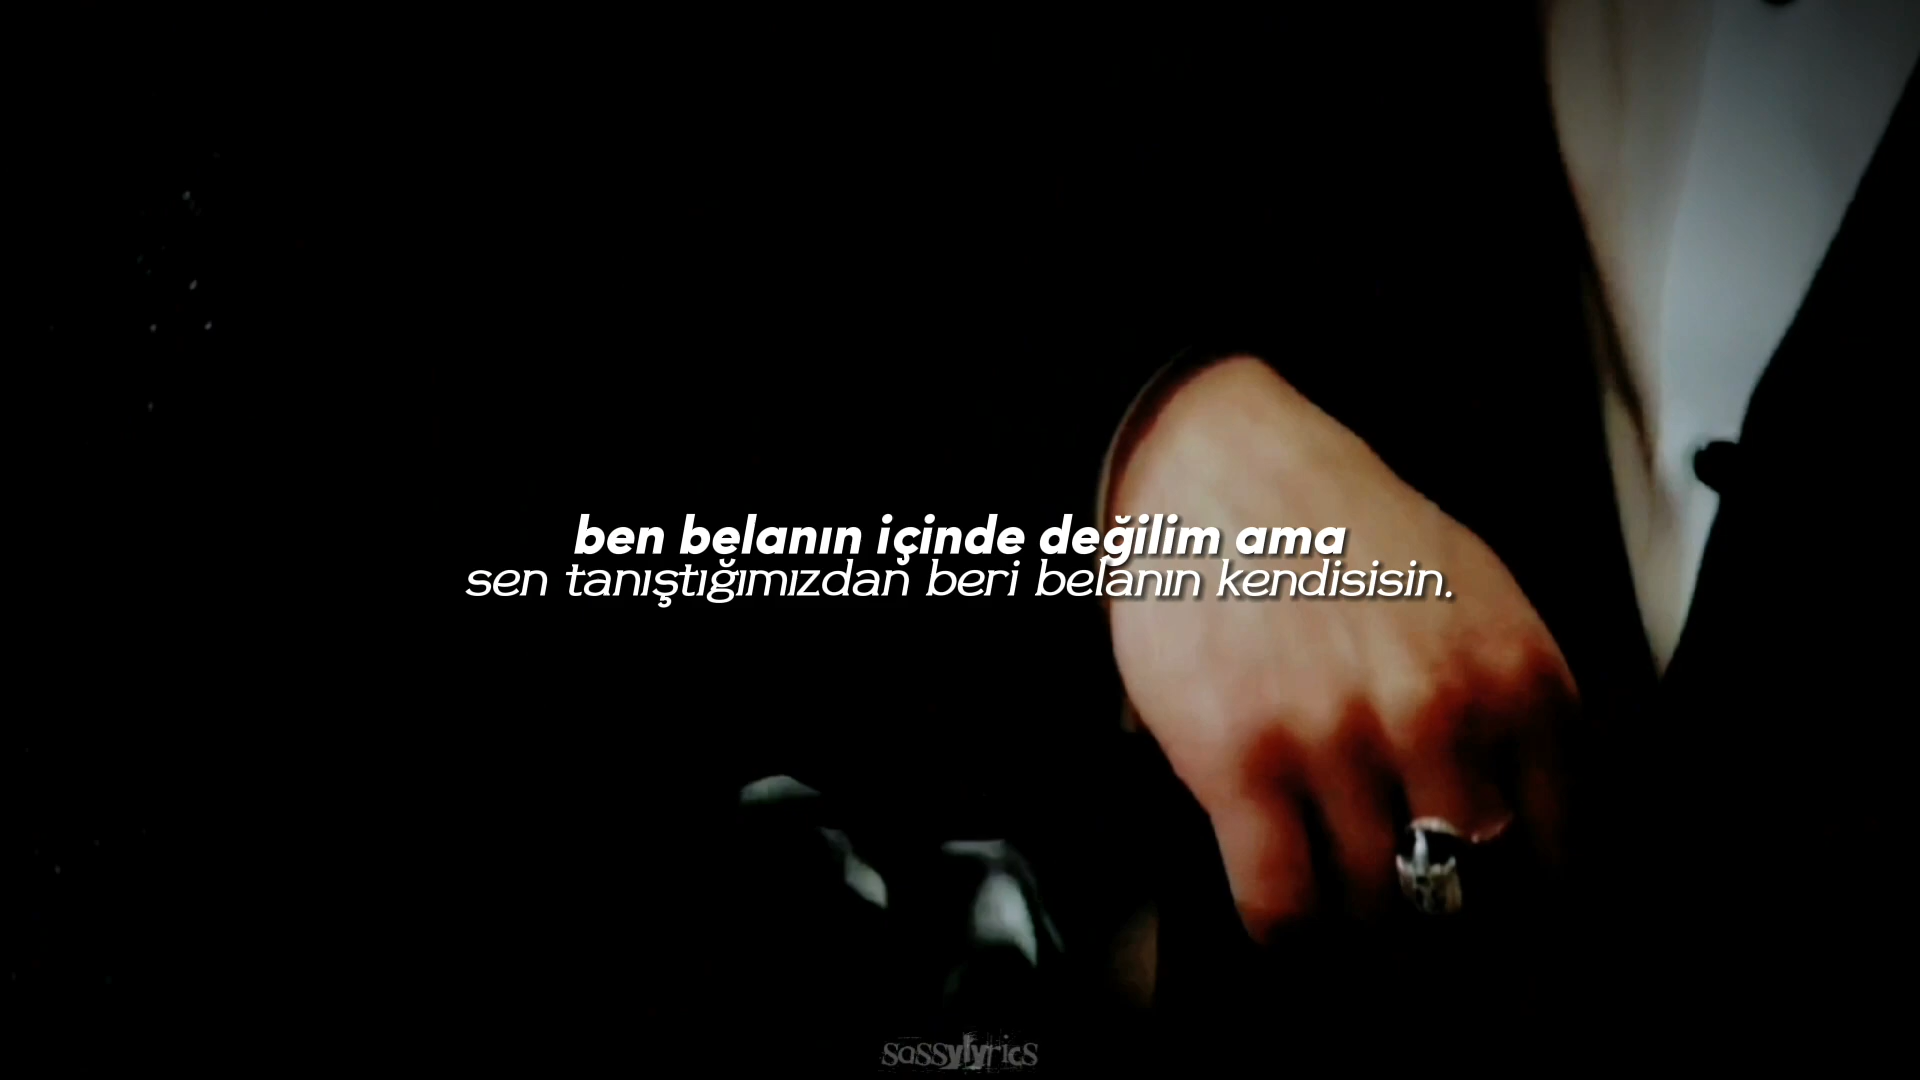 ben belanın içinde değilim ama
sen tanıştığımızdan beri belanın kendisisin.
sassylyrics